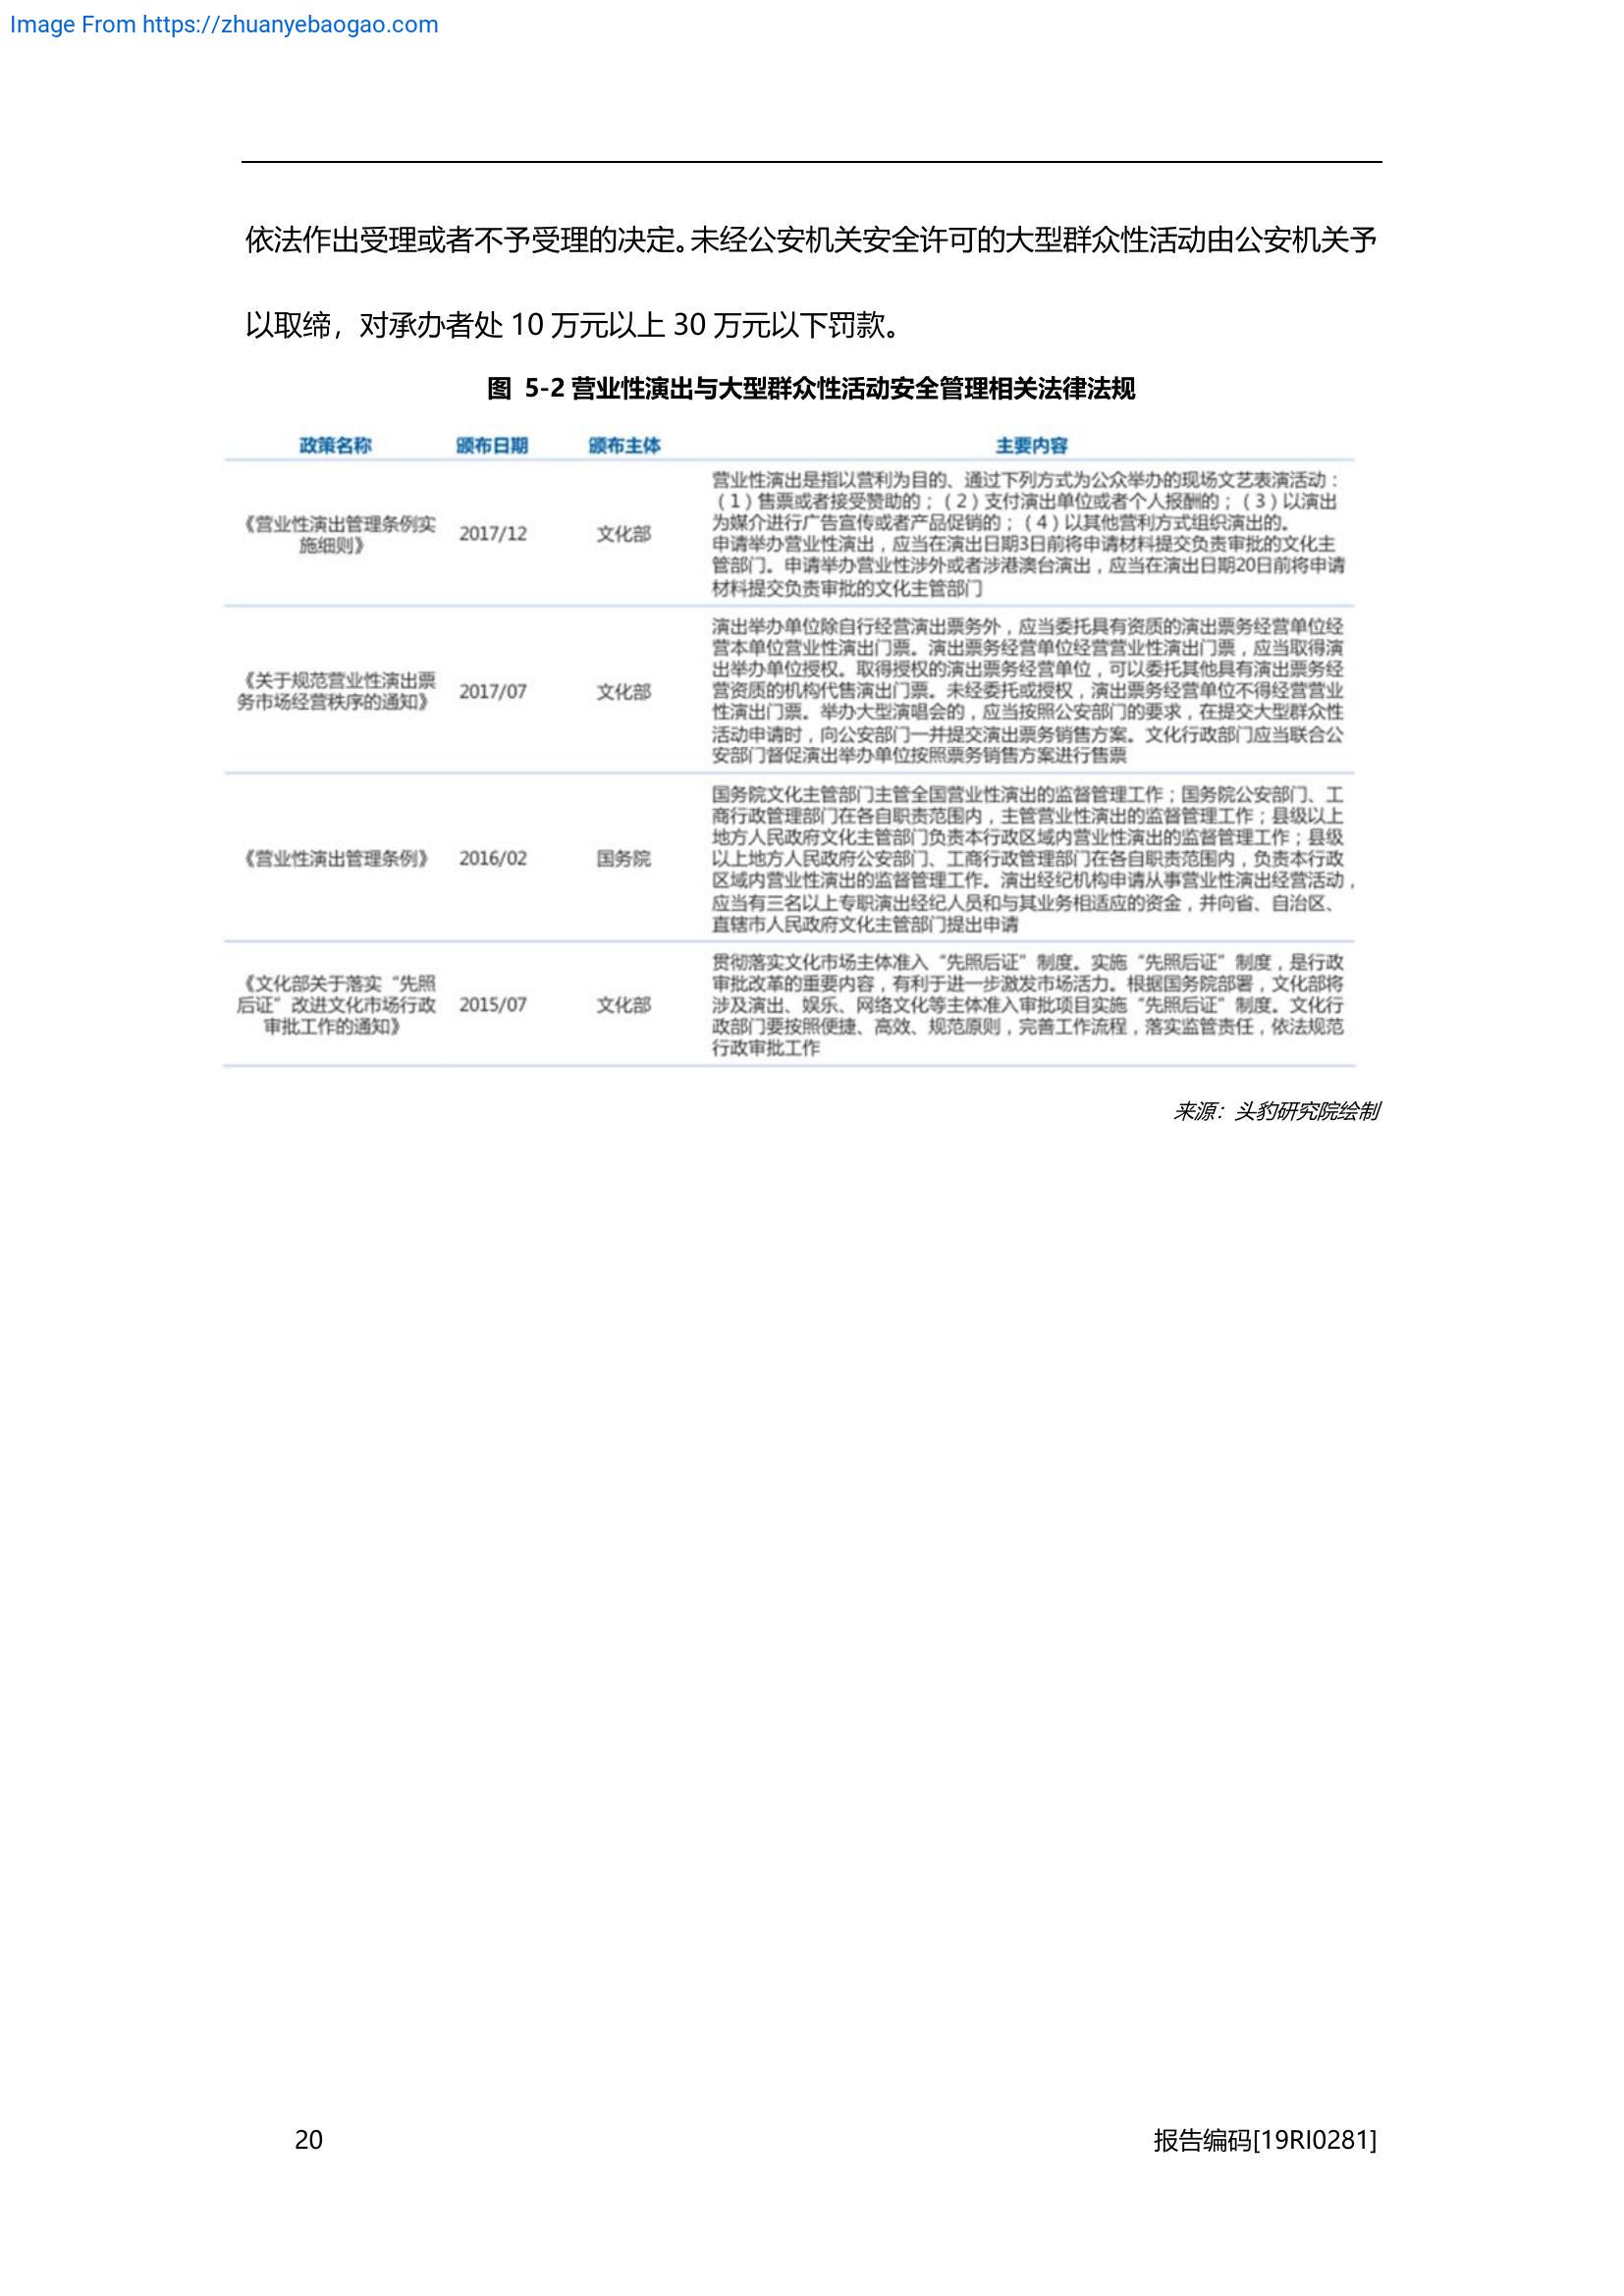 Image From https://zhuanyebaogao.com
依法作出受理或者不予受理的决定。未经公安机关安全许可的大型群众性活动由公安机关予
以取缔，对承办者处 10 万元以上 30 万元以下罚款。
图 5-2 营业性演出与大型群众性活动安全管理相关法律法规
政策名称 颁布日期 颁布主体 主要内容
《营业性演出管理条例实
施细则》
2017/12
文化部
营业性演出是指以营利为目的、通过下列方式为公众举办的现场文艺表演活动：
（1）售票或者接受赞助的；（2）支付演出单位或者个人报酬的；（3）以演出
为媒介进行广告宣传或者产品促销的；（4）以其他营利方式组织演出的。
申请举办营业性演出，应当在演出日期3日前将申请材料提交负责审批的文化主
管部门。申请举办营业性涉外或者涉港澳台演出，应当在演出日期20日前将申请
材料提交负责审批的文化主管部门
《关于规范营业性演出票
务市场经营秩序的通知》
2017/07
文化部
演出举办单位除自行经营演出票务外，应当委托具有资质的演出票务经营单位经
营本单位营业性演出门票。演出票务经营单位经营营业性演出门票，应当取得演
出举办单位授权。取得授权的演出票务经营单位，可以委托其他具有演出票务经
营资质的机构代售演出门票。未经委托或授权，演出票务经营单位不得经营营业
性演出门票。举办大型演唱会的，应当按照公安部门的要求，在提交大型群众性
活动申请时，向公安部门一并提交演出票务销售方案。文化行政部门应当联合公
安部门督促演出举办单位按照票务销售方案进行售票
《营业性演出管理条例》
2016/02
国务院
国务院文化主管部门主管全国营业性演出的监督管理工作；国务院公安部门、工
商行政管理部门在各自职责范围内，主管营业性演出的监督管理工作；县级以上
地方人民政府文化主管部门负责本行政区域内营业性演出的监督管理工作；县级
以上地方人民政府公安部门、工商行政管理部门在各自职责范围内，负责本行政
区域内营业性演出的监督管理工作。演出经纪机构申请从事营业性演出经营活动，
应当有三名以上专职演出经纪人员和与其业务相适应的资金，并向省、自治区、
直辖市人民政府文化主管部门提出申请
《文化部关于落实“先照
后证”改进文化市场行政
审批工作的通知》
2015/07
文化部
贯彻落实文化市场主体准入“先照后证”制度。实施“先照后证”制度，是行政
审批改革的重要内容，有利于进一步激发市场活力。根据国务院部署，文化部将
涉及演出、娱乐、网络文化等主体准入审批项目实施“先照后证”制度。文化行
政部门要按照便捷、高效、规范原则，完善工作流程，落实监管责任，依法规范
行政审批工作
来源：头豹研究院绘制
20
报告编码[19RI0281]